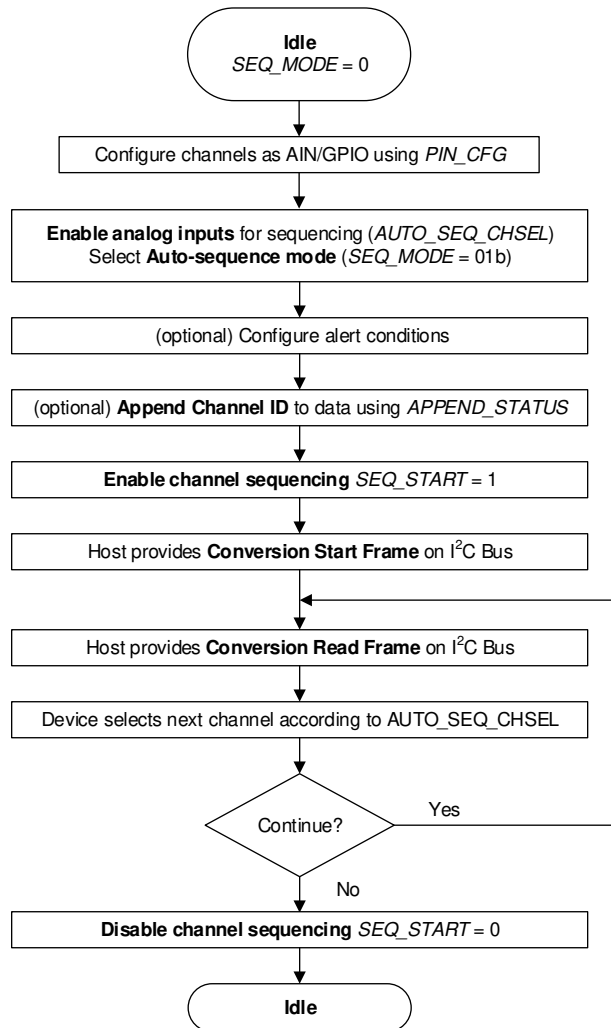 Idle
SEQ_MODE = 0
Configure channels as AIN/GPIO using PIN_CFG
Enable analog inputs for sequencing (AUTO_SEQ_CHSEL)
Select Auto-sequence mode (SEQ_MODE = 01b)
(optional) Configure alert conditions
(optional) Append Channel ID to data using APPEND_STATUS
Enable channel sequencing SEQ_START = 1
Host provides Conversion Start Frame on I²C Bus
Host provides Conversion Read Frame on I²C Bus
Device selects next channel according to AUTO_SEQ_CHSEL
Continue?
Yes
No
Disable channel sequencing SEQ_START = 0
Idle